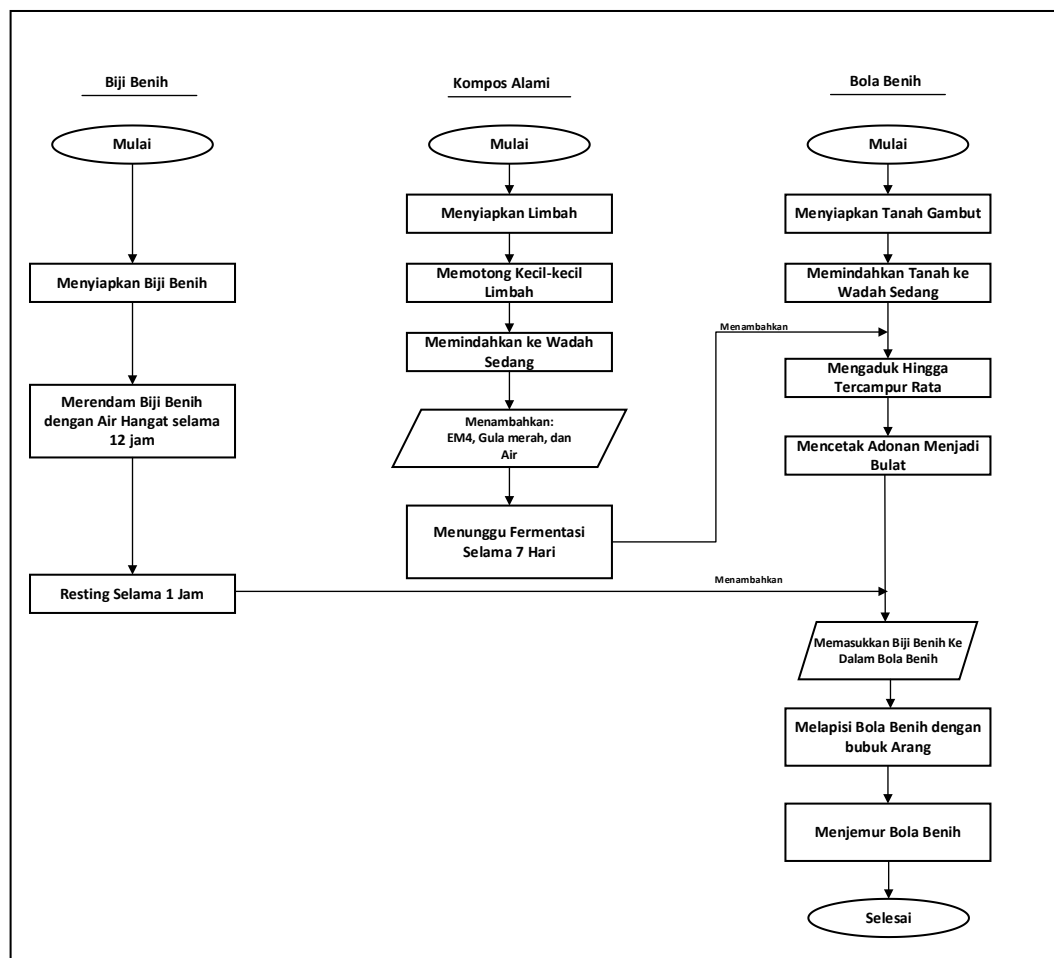 Biji Benih
Mulai
Menyiapkan Biji Benih
Merendam Biji Benih
dengan Air Hangat selama
12 jam
Resting Selama 1 Jam
Kompos Alami
Mulai
Menyiapkan Limbah
Memotong Kecil-kecil
Limbah
Memindahkan ke Wadah
Sedang
Menambahkan:
EM4, Gula merah, dan
Air
Menunggu Fermentasi
Selama 7 Hari
Menambahkan
Menambahkan
Bola Benih
Mulai
Menyiapkan Tanah Gambut
Memindahkan Tanah ke
Wadah Sedang
Mengaduk Hingga
Tercampur Rata
Mencetak Adonan Menjadi
Bulat
Memasukkan Biji Benih Ke
Dalam Bola Benih
Melapisi Bola Benih dengan
bubuk Arang
Menjemur Bola Benih
Selesai